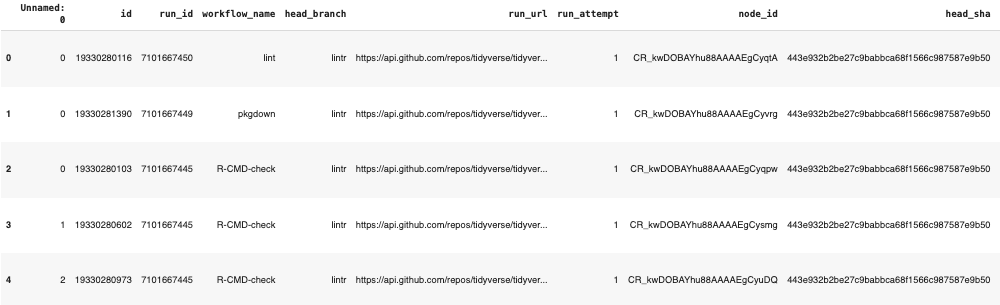 Unnamed: 0 id run_id workflow_name head_branch run_url run_attempt node_id head_sha
0 0 19330280116 7101667450 lint lintr https://api.github.com/repos/tidyverse/tidyver... 1 CR_kwDOBAYhu88AAAAEgCyqtA 443e932b2be27c9babbca68f1566c987587e9b50
1 0 19330281390 7101667449 pkgdown lintr https://api.github.com/repos/tidyverse/tidyver... 1 CR_kwDOBAYhu88AAAAEgCyvrg 443e932b2be27c9babbca68f1566c987587e9b50
2 0 19330280103 7101667445 R-CMD-check lintr https://api.github.com/repos/tidyverse/tidyver... 1 CR_kwDOBAYhu88AAAAEgCyqpw 443e932b2be27c9babbca68f1566c987587e9b50
3 1 19330280602 7101667445 R-CMD-check lintr https://api.github.com/repos/tidyverse/tidyver... 1 CR_kwDOBAYhu88AAAAEgCysmg 443e932b2be27c9babbca68f1566c987587e9b50
4 2 19330280973 7101667445 R-CMD-check lintr https://api.github.com/repos/tidyverse/tidyver... 1 CR_kwDOBAYhu88AAAAEgCyuDQ 443e932b2be27c9babbca68f1566c987587e9b50